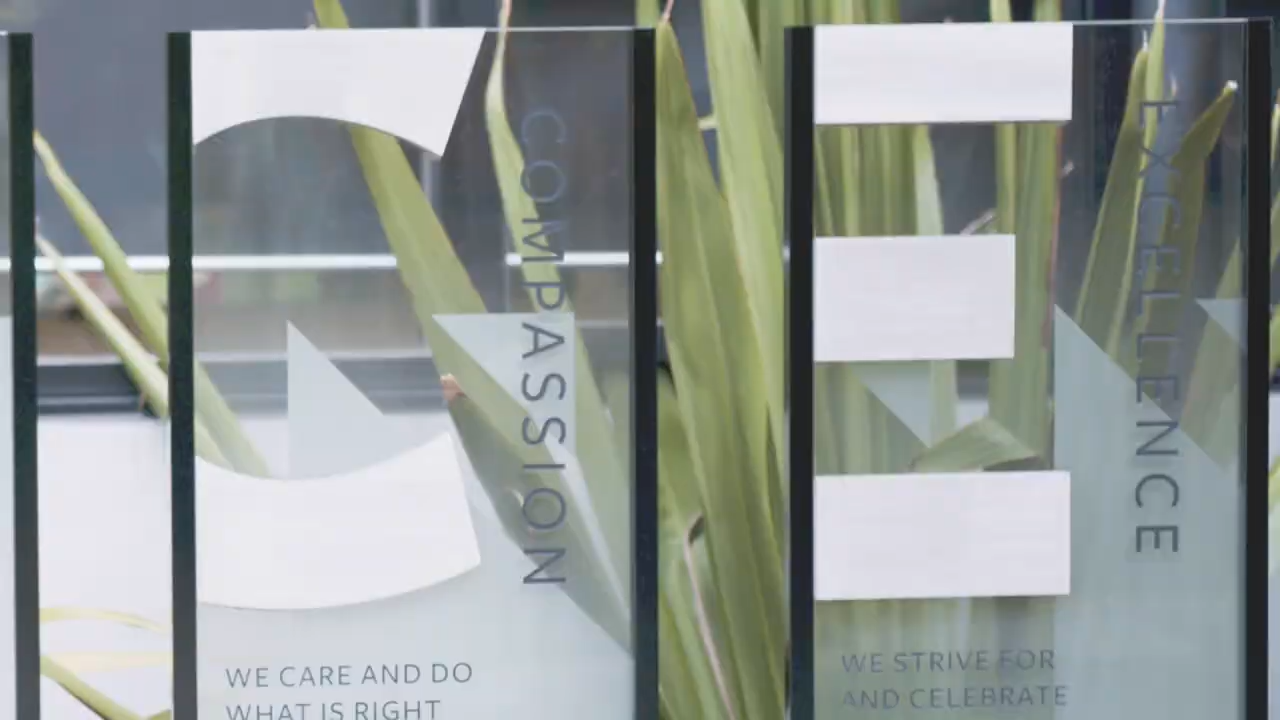 C
COMPASSION
WE CARE AND DO
WHAT IS RIGHT
E
EXCELLENCE
WE STRIVE FOR
AND CELEBRATE